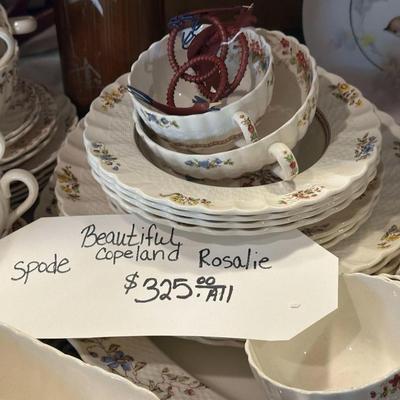 Beautiful
Spode Copeland Rosalie
$325.00 All